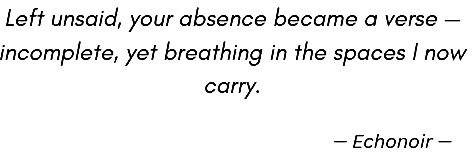 Left unsaid, your absence became a verse —
incomplete, yet breathing in the spaces I now
carry.
— Echonoir —